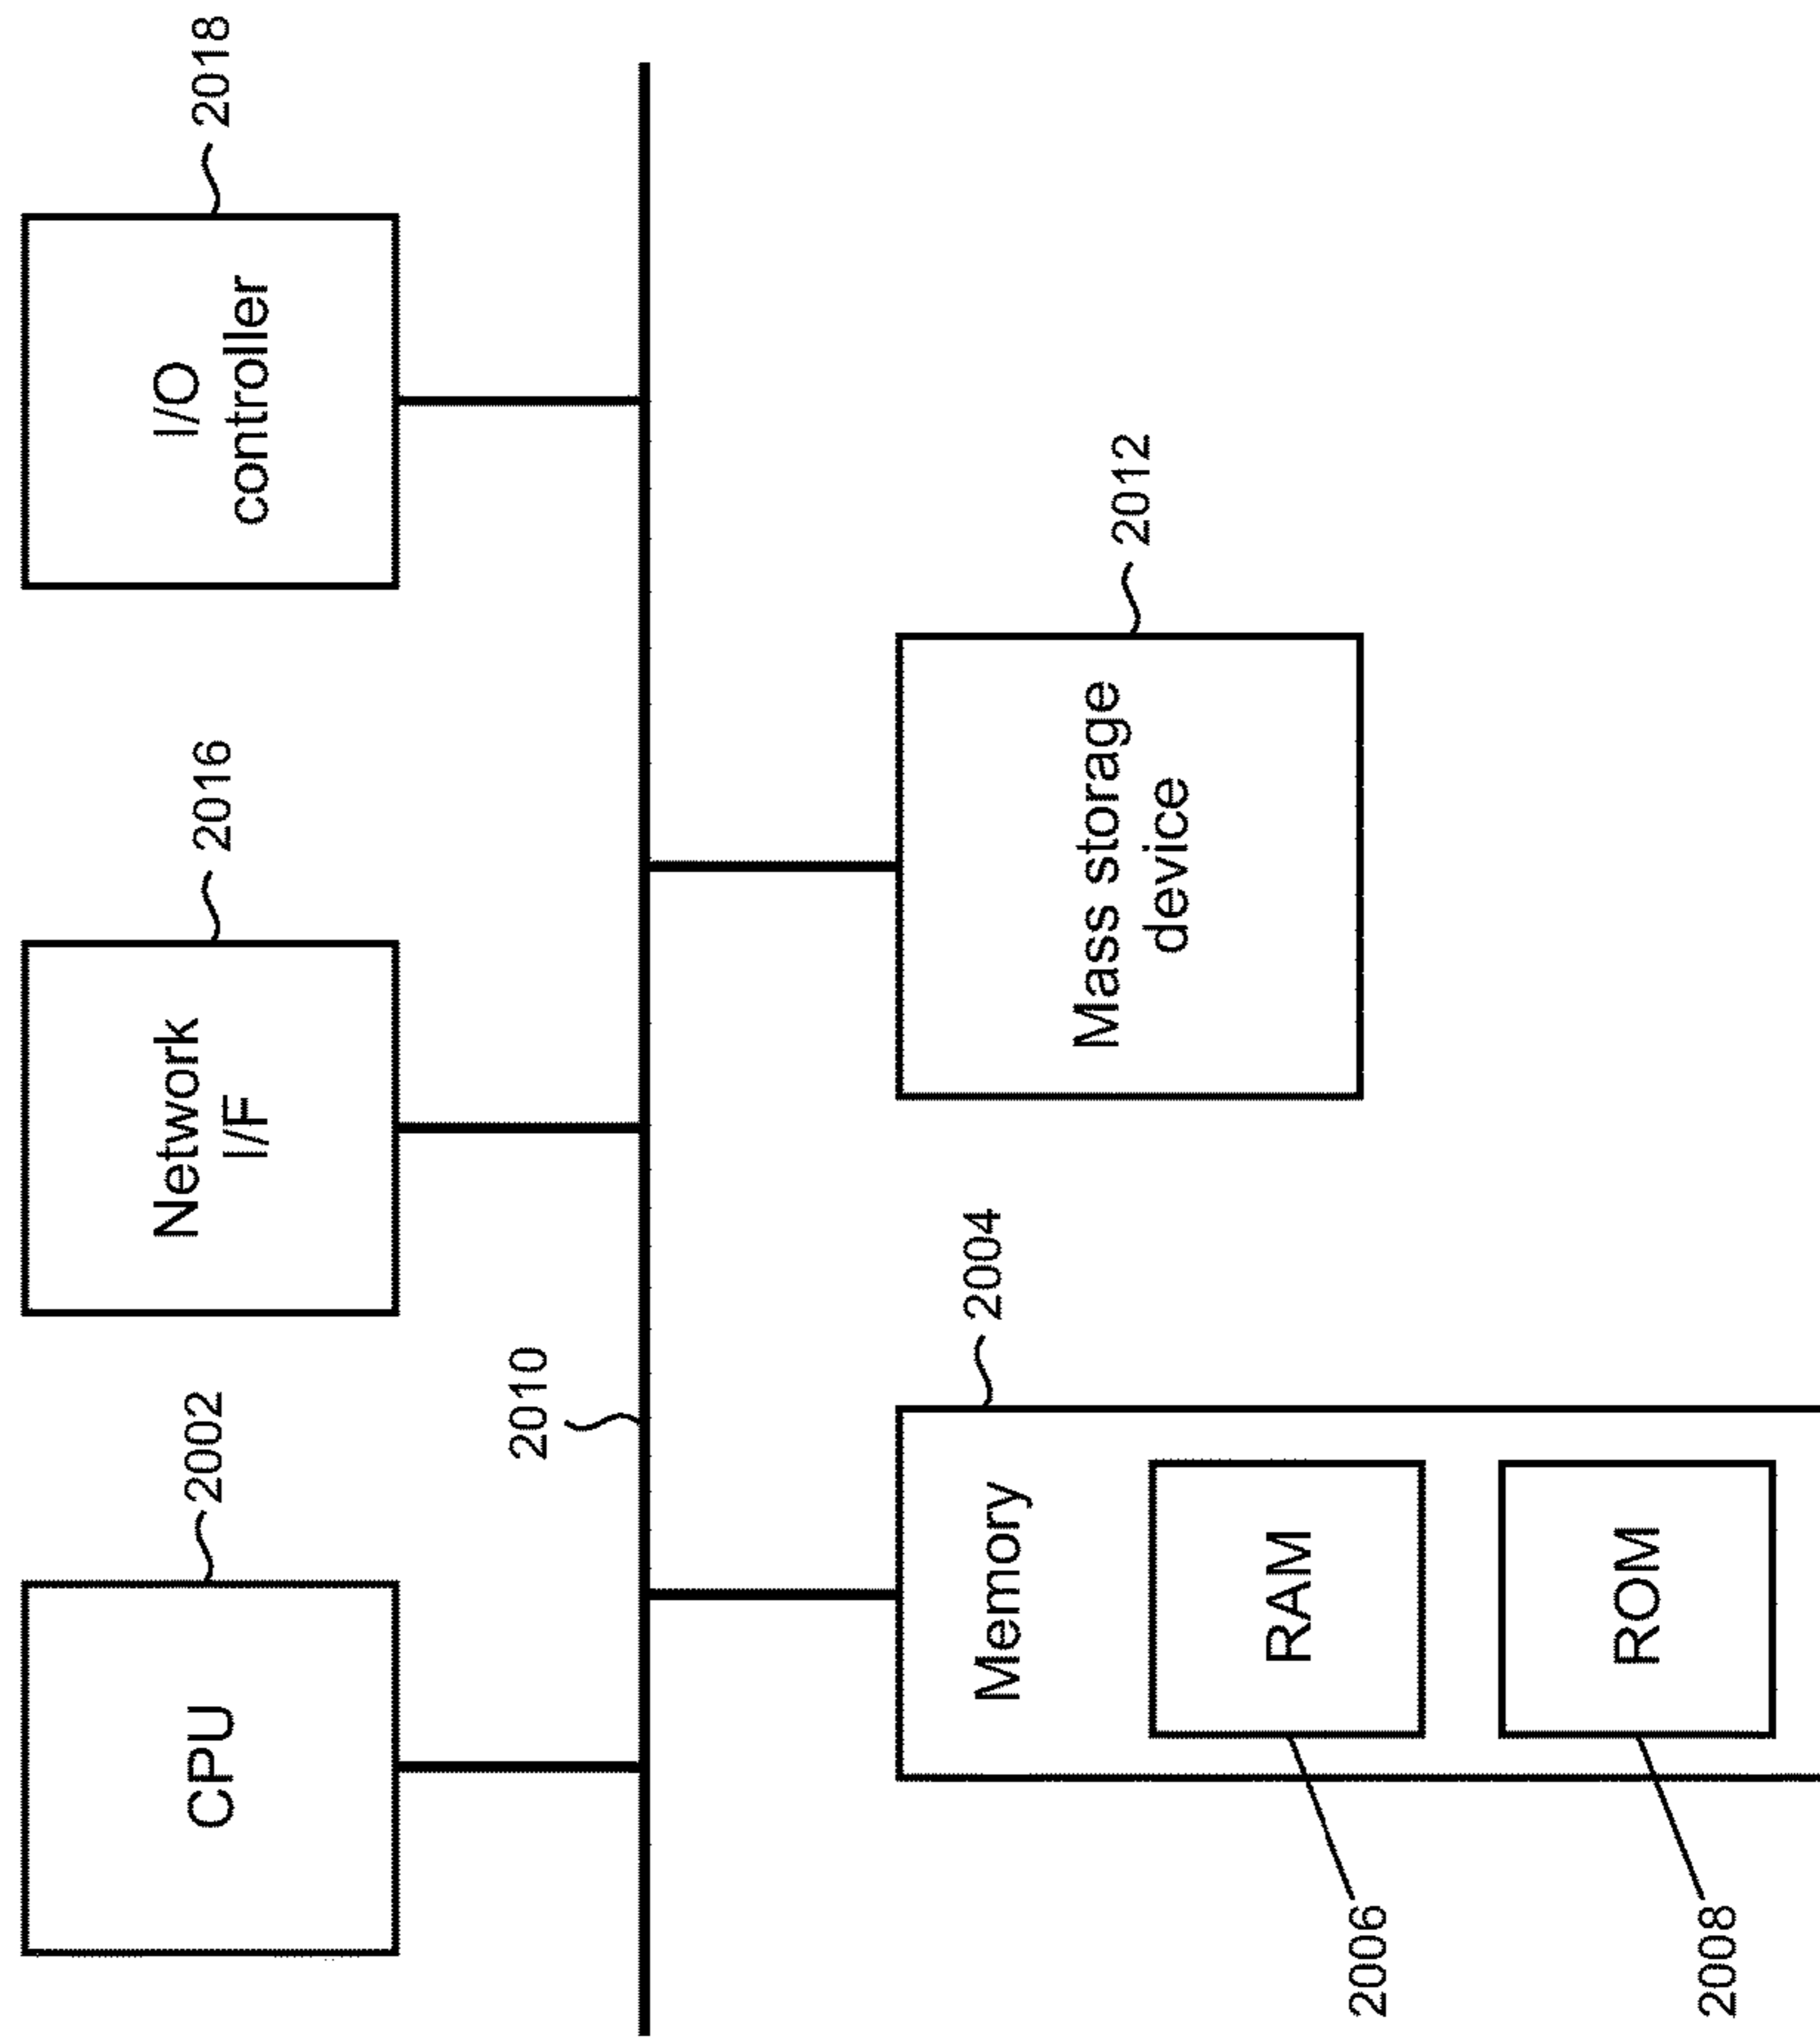 CPU
2002
Network
I/F
2016
I/O
controller
2018
2010
Memory
2004
RAM
2006
ROM
2008
Mass storage
device
2012